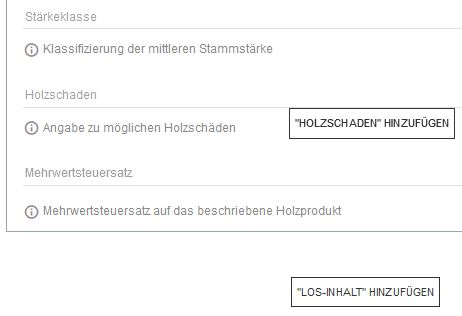 Stärkeklasse
Klassifizierung der mittleren Stammstärke
Holzschaden
Angabe zu möglichen Holzschäden
"HOLZSCHADEN" HINZUFÜGEN
Mehrwertsteuersatz
Mehrwertsteuersatz auf das beschriebene Holzprodukt
"LOS-INHALT" HINZUFÜGEN